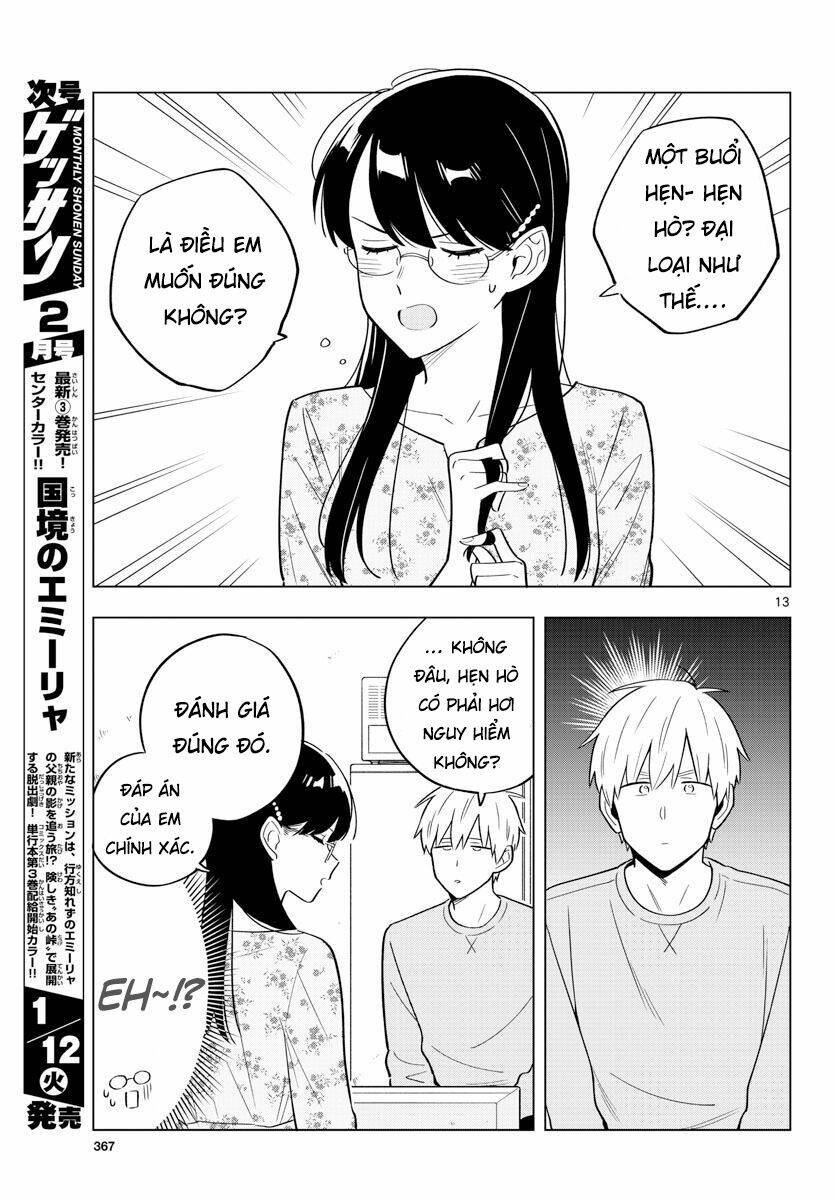 MỘT BUỔI
HẸN- HẸN
HÒ? ĐẠI
LOẠI NHƯ
THẾ....
LÀ ĐIỀU EM
MUỐN ĐÚNG
KHÔNG?
13
... KHÔNG
ĐÂU, HẸN HÒ
CÓ PHẢI HƠI
NGUY HIỂM
KHÔNG?
ĐÁNH GIÁ
ĐÚNG ĐÓ.
ĐÁP ÁN
CỦA EM
CHÍNH XÁC.
EH~!?
367
次号
ゲッサン
MONTHLY SHONEN SUNDAY
2
月号
最新③巻発売!
センターカラー!!
国境のエミーリャ
新たなミッションは、行方知れずのエミーリャ
の父親の影を追う旅!? 険しき"あの峠"で展開
する脱出劇! 単行本第3巻配給開始カラー!!
1/12
火
発売